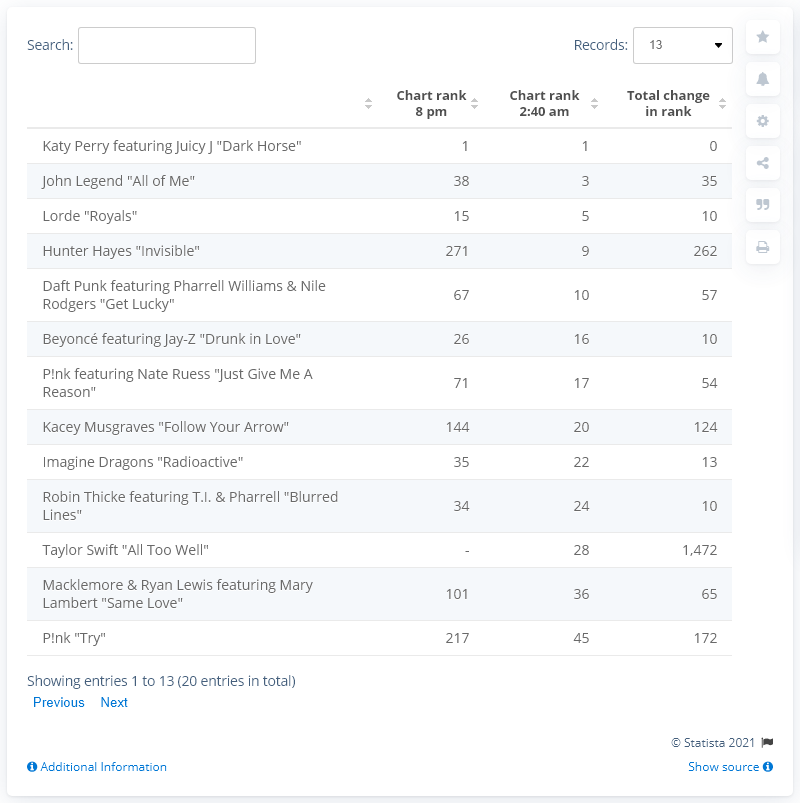 Search:
Records: 13
Chart rank 8 pm
Chart rank 2:40 am
Total change in rank
Katy Perry featuring Juicy J "Dark Horse" 1 1 0
John Legend "All of Me" 38 3 35
Lorde "Royals" 15 5 10
Hunter Hayes "Invisible" 271 9 262
Daft Punk featuring Pharrell Williams & Nile
Rodgers "Get Lucky" 67 10 57
Beyoncé featuring Jay-Z "Drunk in Love" 26 16 10
P!nk featuring Nate Ruess "Just Give Me A
Reason" 71 17 54
Kacey Musgraves "Follow Your Arrow" 144 20 124
Imagine Dragons "Radioactive" 35 22 13
Robin Thicke featuring T.I. & Pharrell "Blurred
Lines" 34 24 10
Taylor Swift "All Too Well" - 28 1,472
Macklemore & Ryan Lewis featuring Mary
Lambert "Same Love" 101 36 65
P!nk "Try" 217 45 172
Showing entries 1 to 13 (20 entries in total)
Previous Next
© Statista 2021
Additional Information
Show source